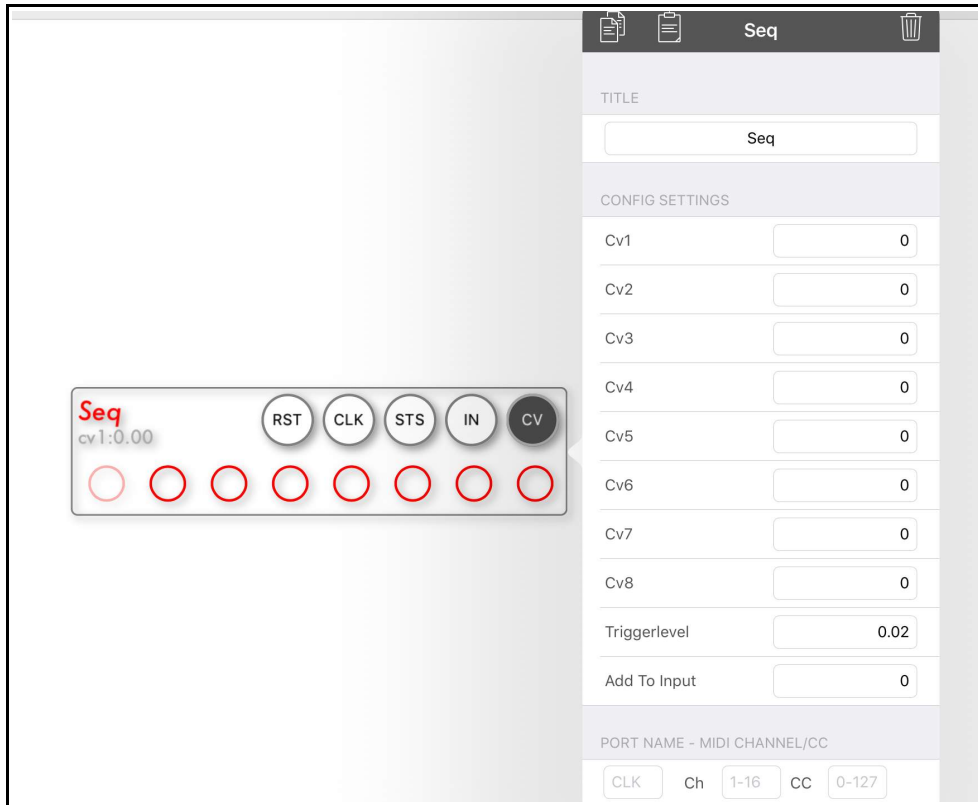 Seq
TITLE
Seq
CONFIG SETTINGS
Cv1 0
Cv2 0
Cv3 0
Cv4 0
Cv5 0
Cv6 0
Cv7 0
Cv8 0
Triggerlevel 0.02
Add To Input 0
PORT NAME - MIDI CHANNEL/CC
CLK Ch 1-16 CC 0-127
Seq RST CLK STS IN CV
cv1:0.00